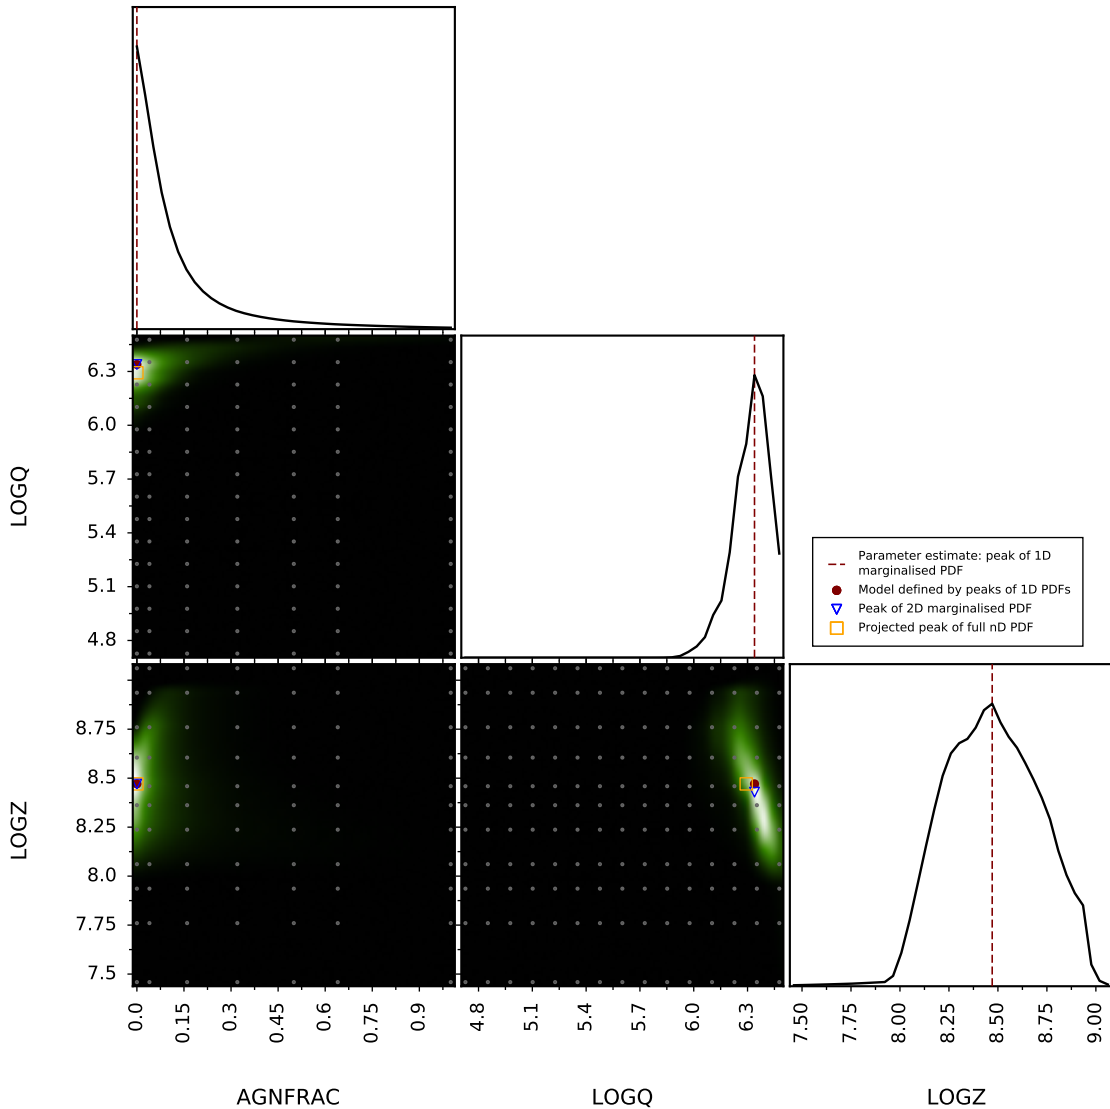 6.3
6.0
5.7
5.4
5.1
4.8
LOGQ
Parameter estimate: peak of 1D
marginalised PDF
Model defined by peaks of 1D PDFs
Peak of 2D marginalised PDF
Projected peak of full nD PDF
8.75
8.5
8.25
8.0
7.75
7.5
LOGZ
0.0 0.15 0.3 0.45 0.6 0.75 0.9
4.8 5.1 5.4 5.7 6.0 6.3
7.50 7.75 8.00 8.25 8.50 8.75 9.00
AGNFRAC LOGQ LOGZ